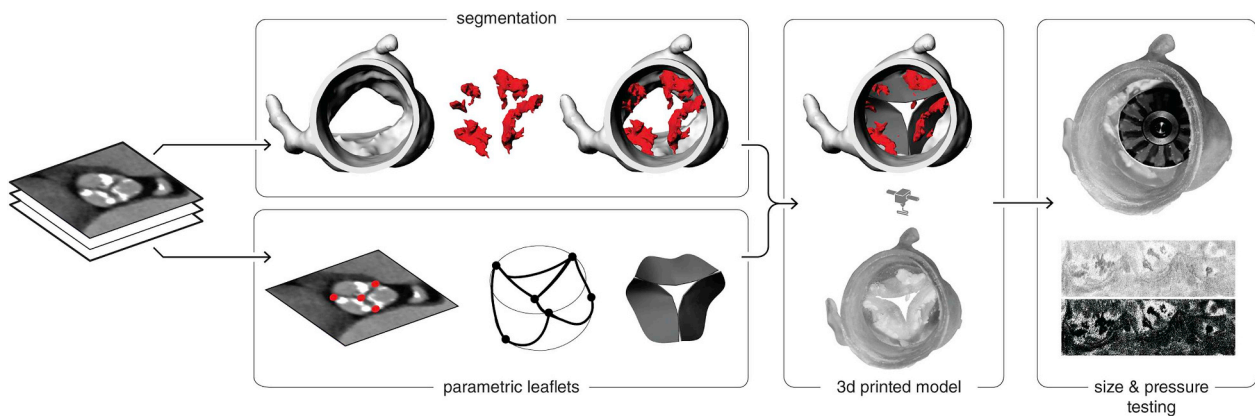 segmentation
parametric leaflets
3d printed model
size & pressure
testing